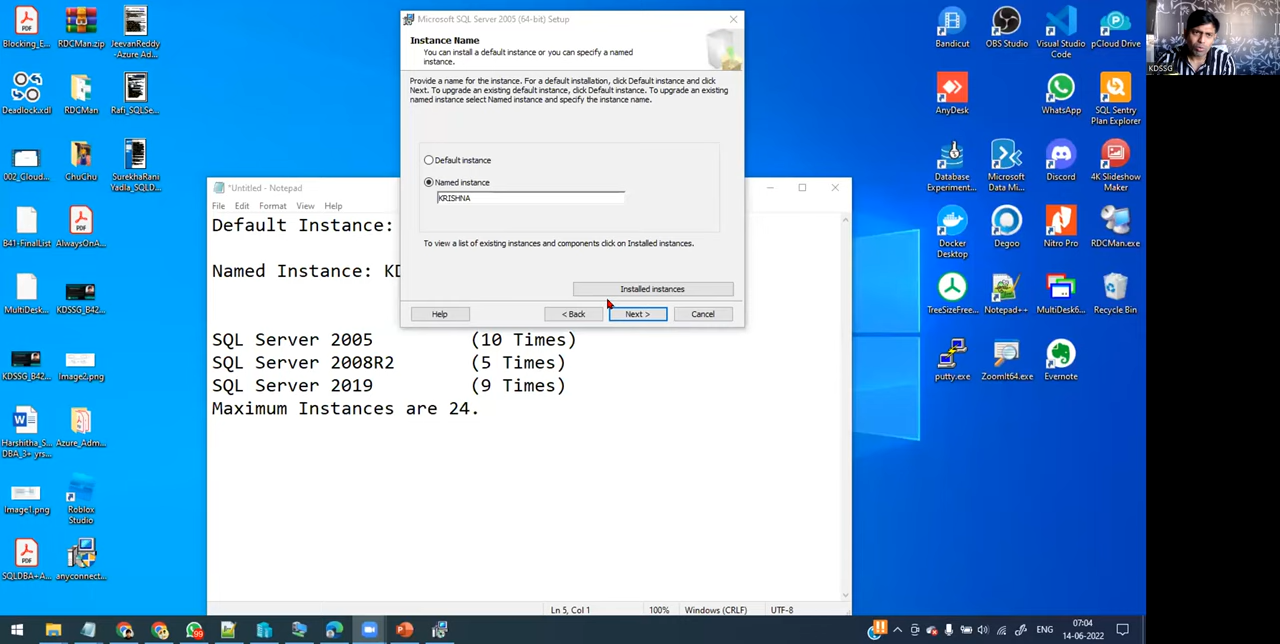 Blocking_E...
RDCMan.zip
JeevanReddy
-Azure Ad...
Deadlock.xdl
RDCMan
Rafi_SQLSe...
002_Cloud...
ChuChu
SurekhaRani
Yadla_SQLD...
B41-FinalList
AlwaysOnA...
MultiDesk...
KDSSG_B42...
KDSSG_B42...
Image2.png
Harshitha_S...
DBA_3+ yrs...
Azure_Adm...
Image1.png
Roblox
Studio
SQLDBA+A...
anyconnect...
Microsoft SQL Server 2005 (64-bit) Setup
Instance Name
You can install a default instance or you can specify a named
instance.
Provide a name for the instance. For a default installation, click Default instance and click
Next. To upgrade an existing default instance, click Default instance. To upgrade an existing
named instance select Named instance and specify the instance name.
Default instance
Named instance
KRISHNA
To view a list of existing instances and components click on Installed instances.
Installed instances
Help
< Back
Next >
Cancel
*Untitled - Notepad
File Edit Format View Help
Default Instance:
Named Instance: KD
SQL Server 2005 (10 Times)
SQL Server 2008R2 (5 Times)
SQL Server 2019 (9 Times)
Maximum Instances are 24.
Ln 5, Col 1
100%
Windows (CRLF)
UTF-8
Bandicut
OBS Studio
Visual Studio
Code
pCloud Drive
AnyDesk
WhatsApp
SQL Sentry
Plan Explorer
Database
Experiment...
Microsoft
Data Mi...
Discord
4K Slideshow
Maker
Docker
Desktop
Degoo
Nitro Pro
RDCMan.exe
TreeSizeFree...
Notepad++
MultiDesk6...
Recycle Bin
putty.exe
ZoomIt64.exe
Evernote
KDSSG
99
ENG
07:04
14-06-2022